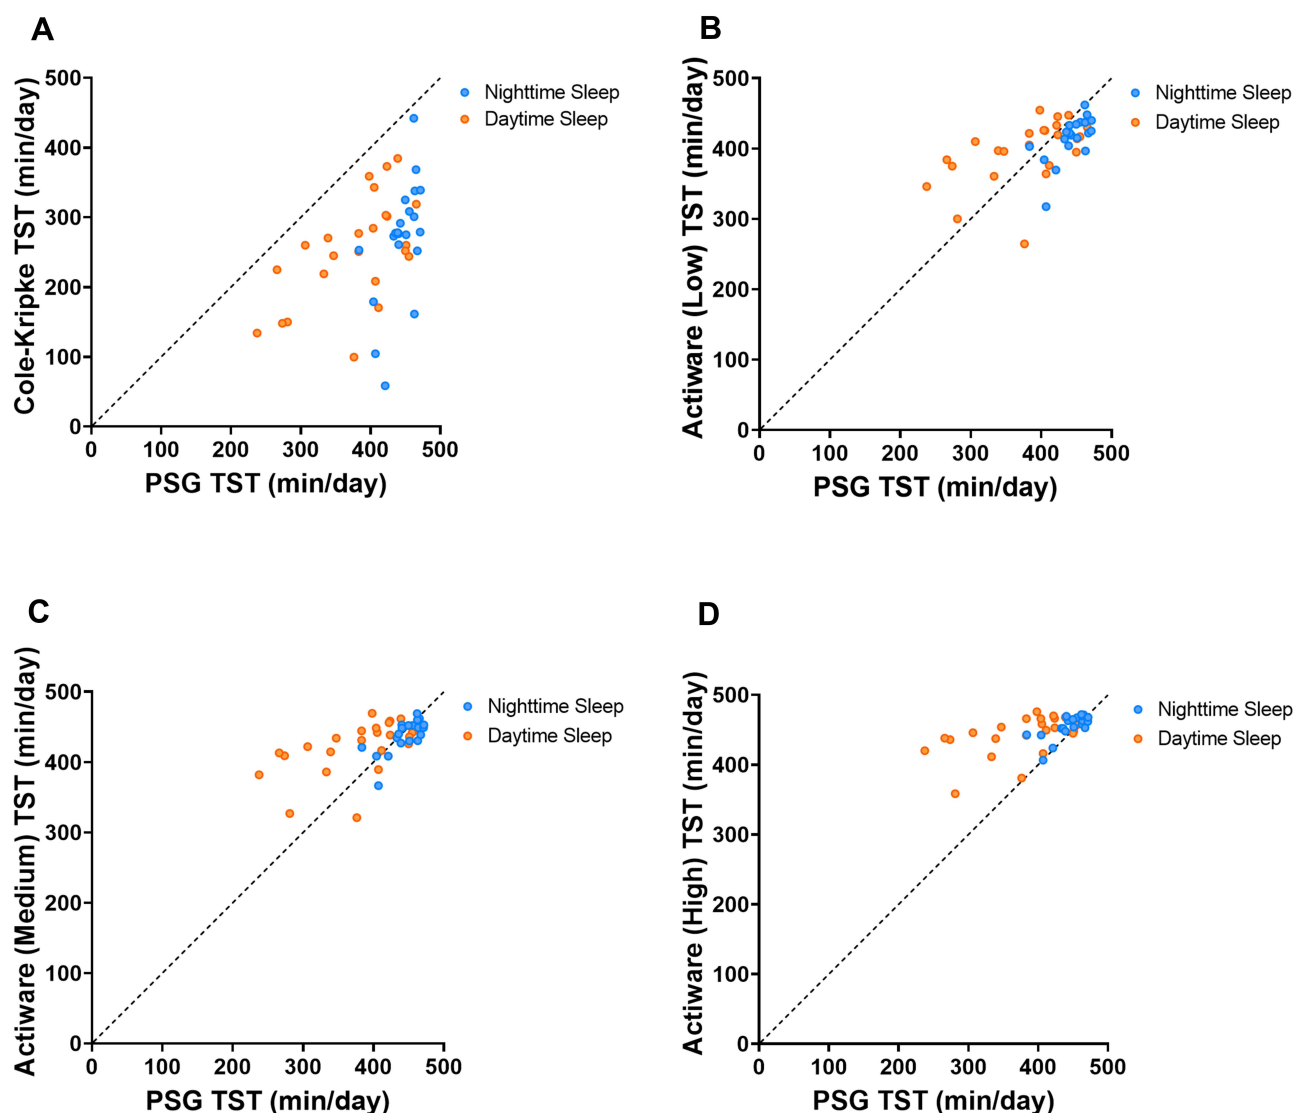 A
Cole-Kripke TST (min/day)
500
400
300
200
100
0
0 100 200 300 400 500
PSG TST (min/day)
Nighttime Sleep
Daytime Sleep
B
Actiware (Low) TST (min/day)
500
400
300
200
100
0
0 100 200 300 400 500
PSG TST (min/day)
Nighttime Sleep
Daytime Sleep
C
Actiware (Medium) TST (min/day)
500
400
300
200
100
0
0 100 200 300 400 500
PSG TST (min/day)
Nighttime Sleep
Daytime Sleep
D
Actiware (High) TST (min/day)
500
400
300
200
100
0
0 100 200 300 400 500
PSG TST (min/day)
Nighttime Sleep
Daytime Sleep